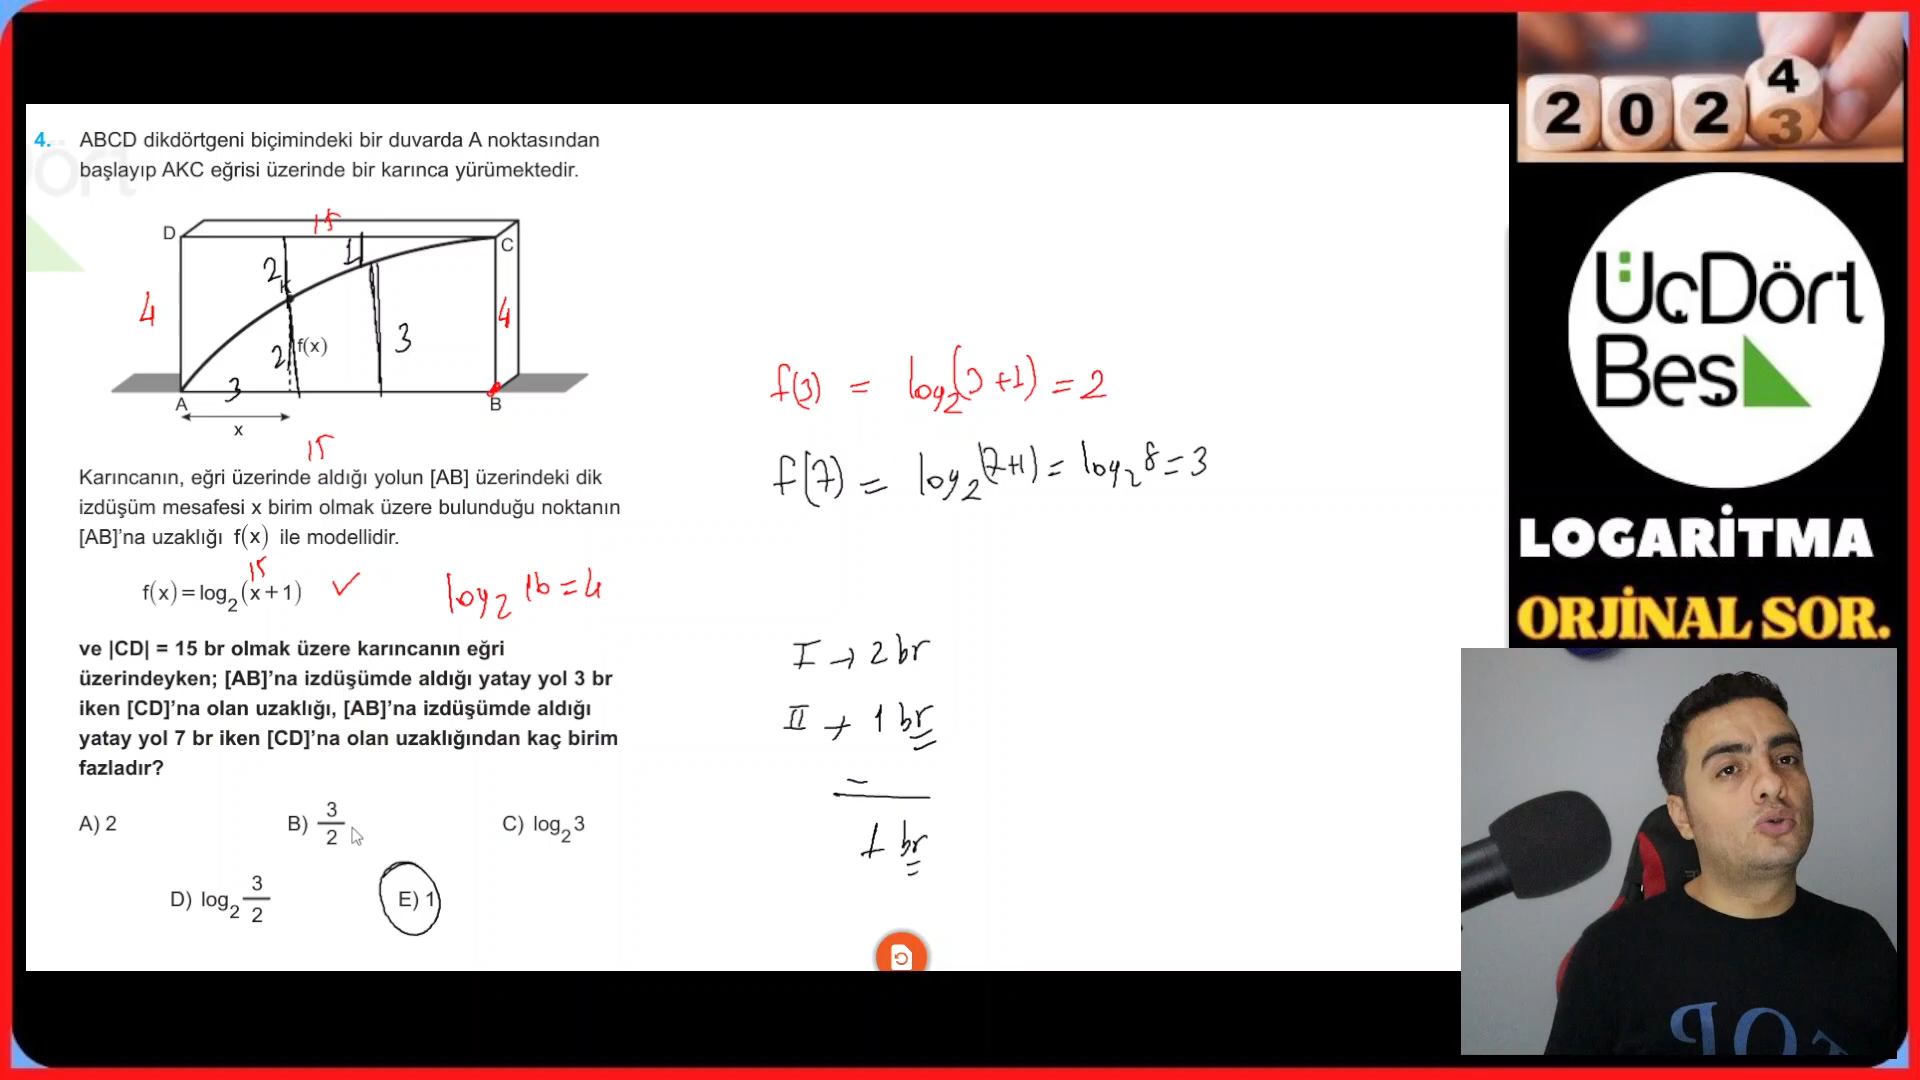 4. ABCD dikdörtgeni biçimindeki bir duvarda A noktasından
başlayıp AKC eğrisi üzerinde bir karınca yürümektedir.
15
D
C
2
1
K
4
4
2
f(x)
3
3
A
B
x
15
Karıncanın, eğri üzerinde aldığı yolun [AB] üzerindeki dik
izdüşüm mesafesi x birim olmak üzere bulunduğu noktanın
[AB]'na uzaklığı f(x) ile modellidir.
15
f(x) = log₂(x+1) ✓ log₂ 16 = 4
ve |CD| = 15 br olmak üzere karıncanın eğri
üzerindeyken; [AB]'na izdüşümde aldığı yatay yol 3 br
iken [CD]'na olan uzaklığı, [AB]'na izdüşümde aldığı
yatay yol 7 br iken [CD]'na olan uzaklığından kaç birim
fazladır?
A) 2 B) 3/2 C) log₂3
D) log₂ 3/2 E) 1
f(3) = log₂(3+1) = 2
f(7) = log₂(7+1) = log₂8 = 3
I → 2 br
II → 1 br
−
1 br
2024
3
ÜçDört
Beş
LOGARİTMA
ORJİNAL SOR.